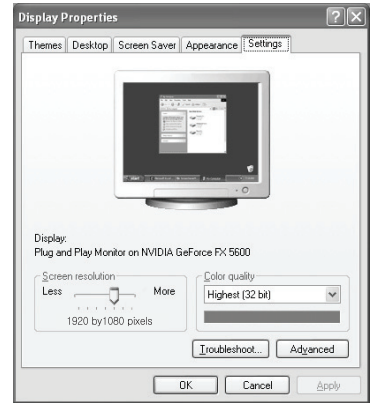 Display Properties
Themes Desktop Screen Saver Appearance Settings
Display:
Plug and Play Monitor on NVIDIA GeForce FX 5600
Screen resolution
Less More
1920 by1080 pixels
Color quality
Highest (32 bit)
Troubleshoot... Advanced
OK Cancel Apply